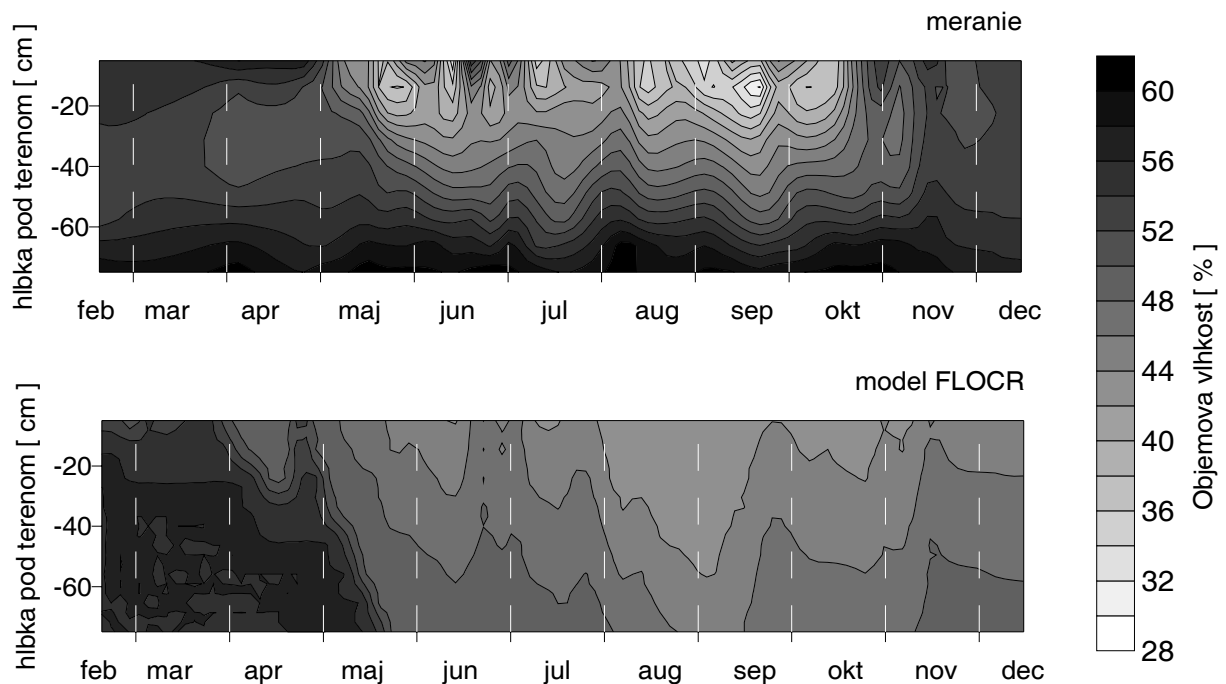 meranie
hlbka pod terenom [ cm ]
-20
-40
-60
feb mar apr maj jun jul aug sep okt nov dec
model FLOCR
hlbka pod terenom [ cm ]
-20
-40
-60
feb mar apr maj jun jul aug sep okt nov dec
60
56
52
48
44
40
36
32
28
Objemova vlhkost [ % ]